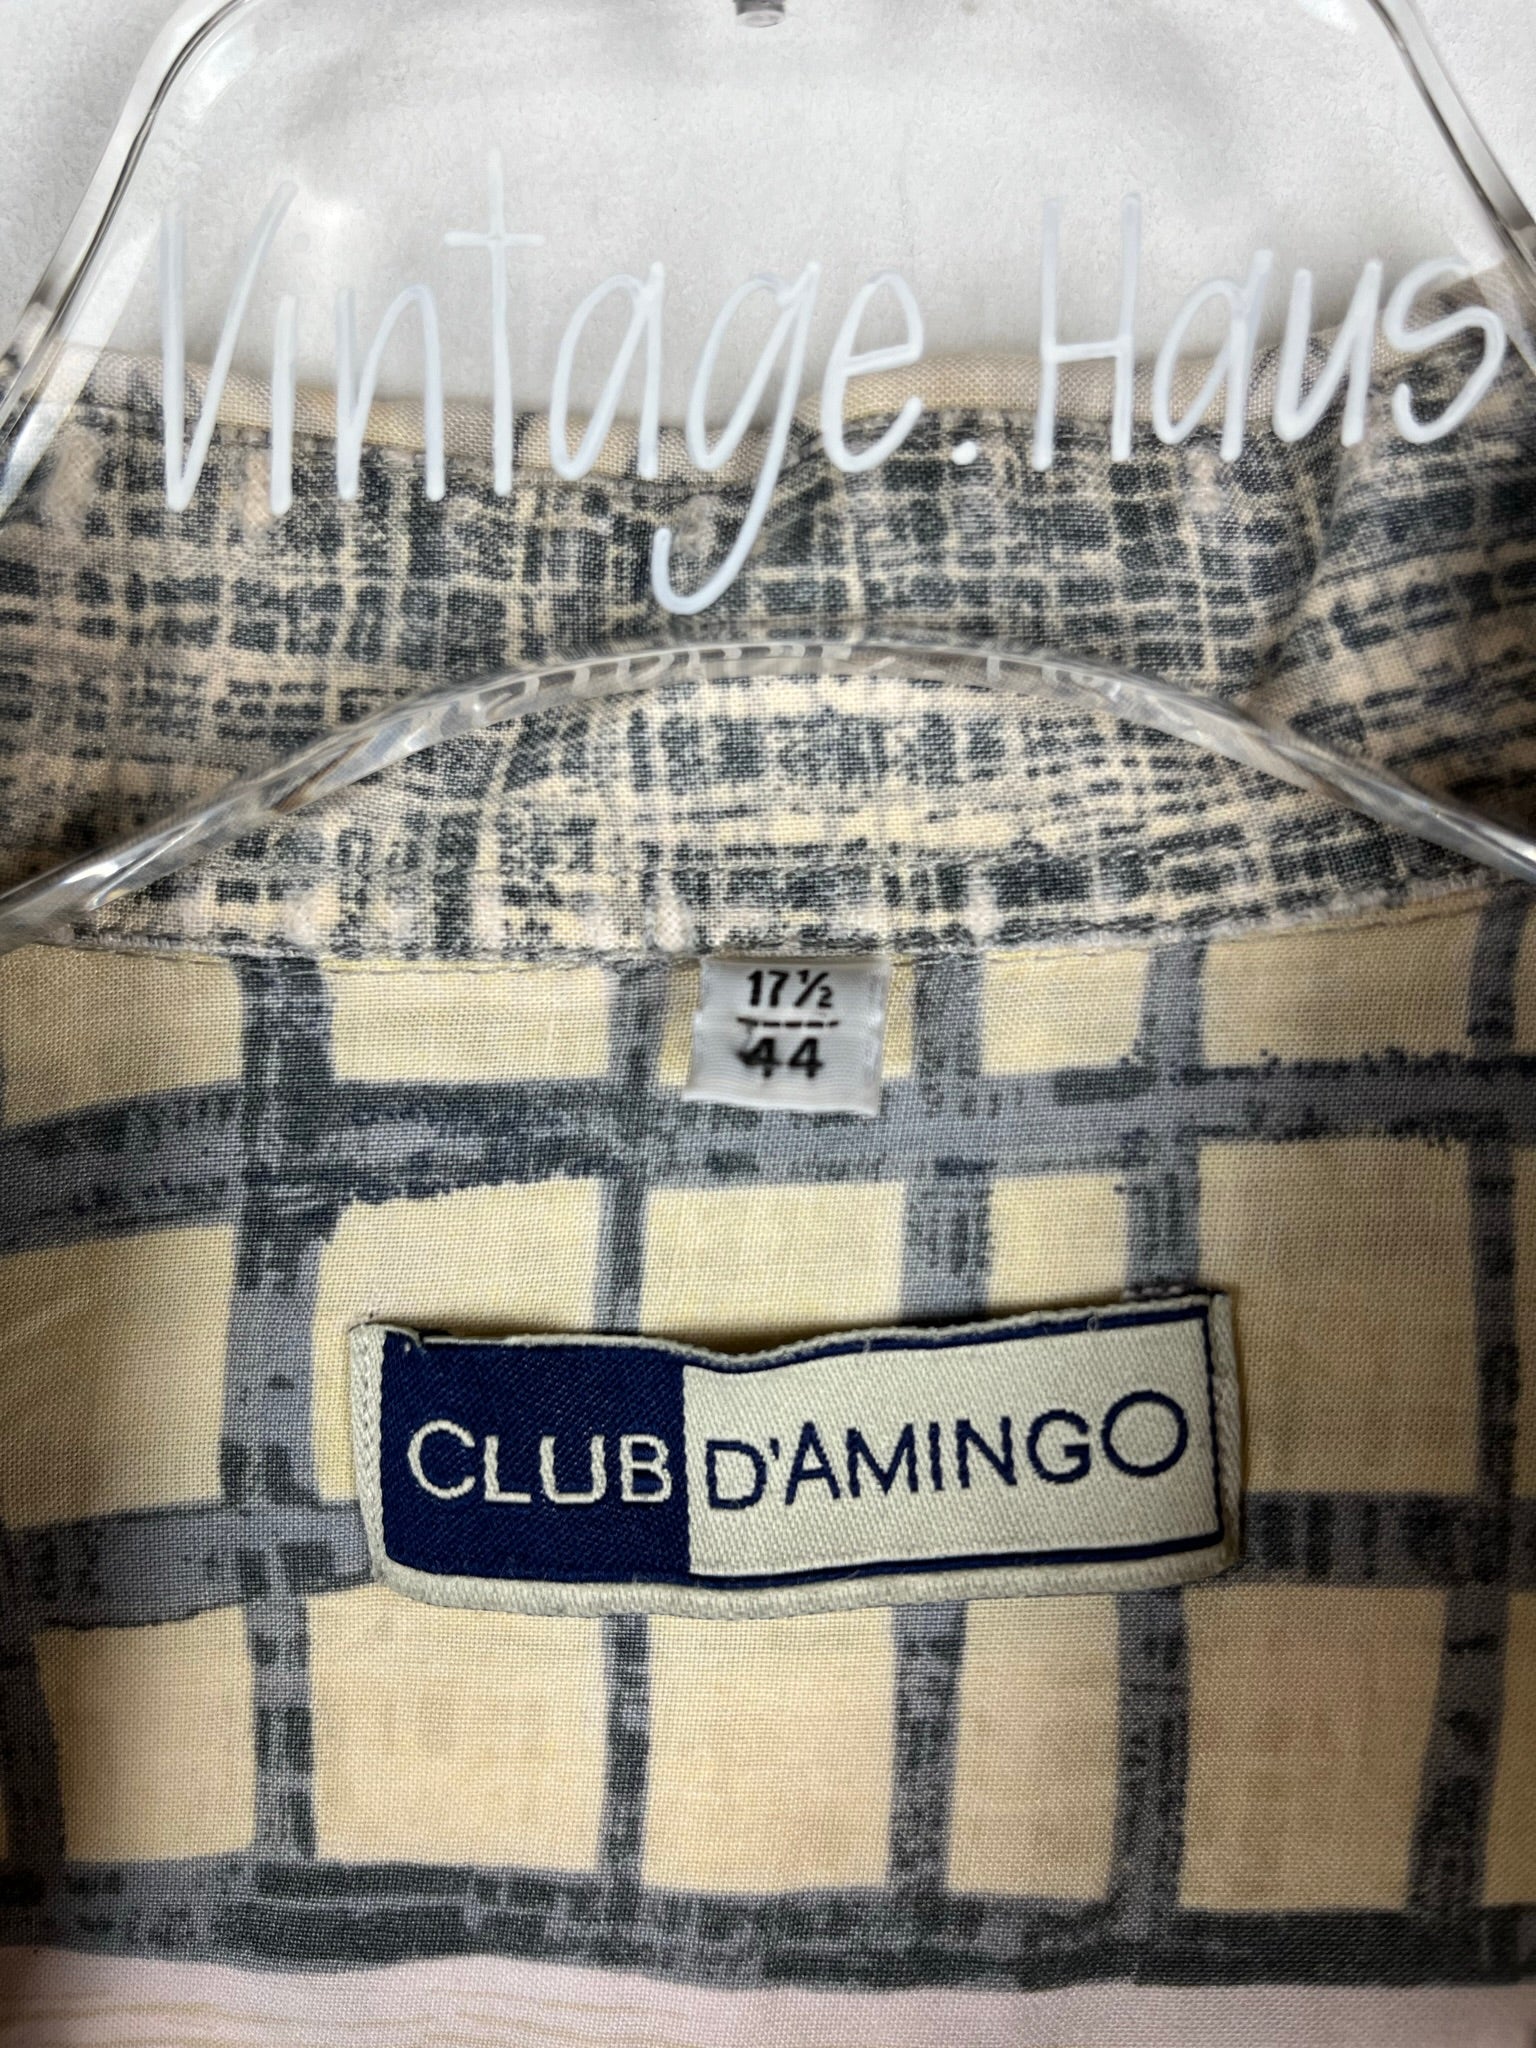 Vintage.Haus
17½
44
CLUB D'AMINGO